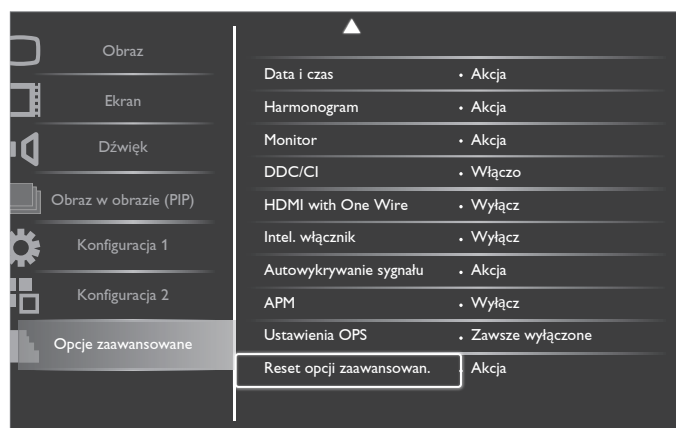 Obraz
Ekran
Dźwięk
Obraz w obrazie (PIP)
Konfiguracja 1
Konfiguracja 2
Opcje zaawansowane
Data i czas • Akcja
Harmonogram • Akcja
Monitor • Akcja
DDC/CI • Włączo
HDMI with One Wire • Wyłącz
Intel. włącznik • Wyłącz
Autowykrywanie sygnału • Akcja
APM • Wyłącz
Ustawienia OPS • Zawsze wyłączone
Reset opcji zaawansowan. • Akcja